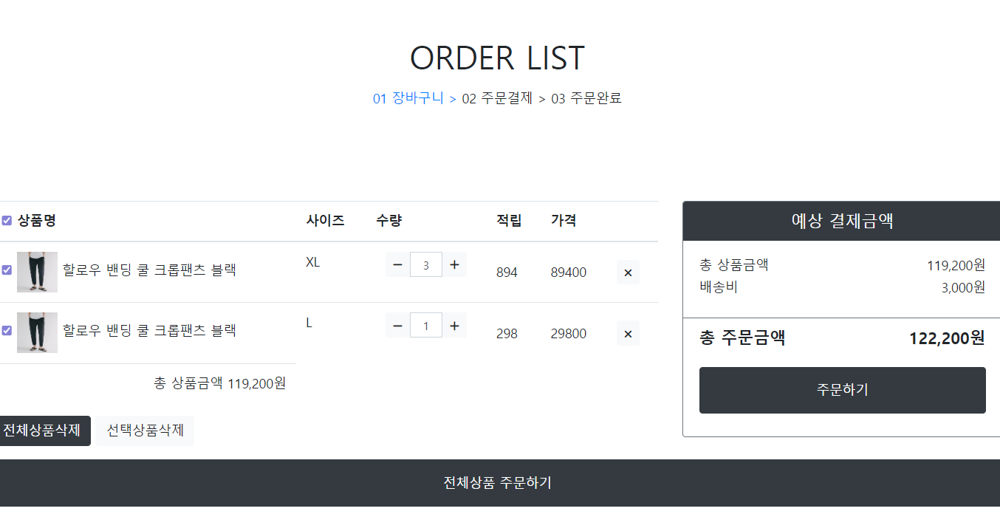 ORDER LIST
01 장바구니 > 02 주문결제 > 03 주문완료
상품명 사이즈 수량 적립 가격
할로우 밴딩 쿨 크롭팬츠 블랙 XL − 3 + 894 89400 ×
할로우 밴딩 쿨 크롭팬츠 블랙 L − 1 + 298 29800 ×
총 상품금액 119,200원
전체상품삭제 선택상품삭제
예상 결제금액
총 상품금액 119,200원
배송비 3,000원
총 주문금액 122,200원
주문하기
전체상품 주문하기